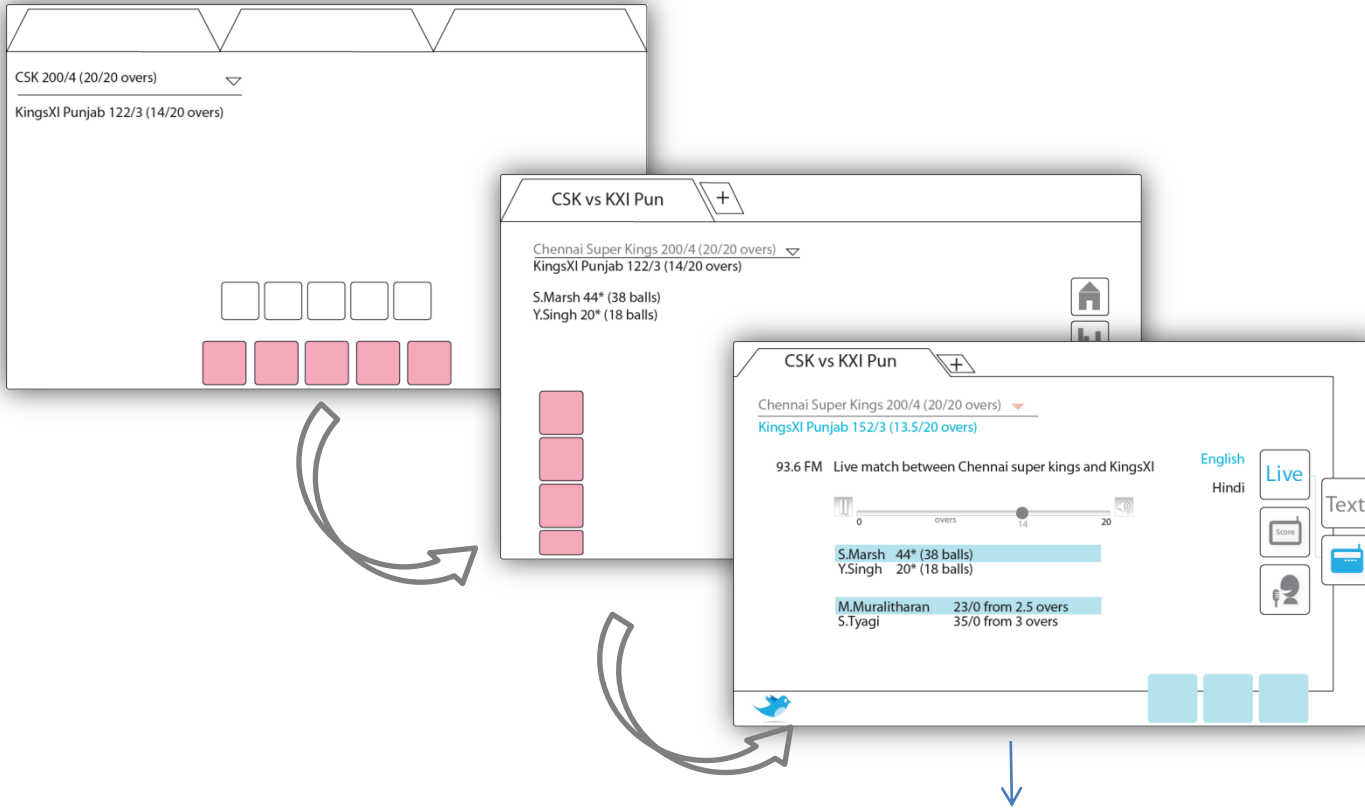 CSK 200/4 (20/20 overs)
KingsXI Punjab 122/3 (14/20 overs)
CSK vs KXI Pun
+
Chennai Super Kings 200/4 (20/20 overs)
KingsXI Punjab 122/3 (14/20 overs)
S.Marsh 44* (38 balls)
Y.Singh 20* (18 balls)
CSK vs KXI Pun
+
Chennai Super Kings 200/4 (20/20 overs)
KingsXI Punjab 152/3 (13.5/20 overs)
93.6 FM Live match between Chennai super kings and KingsXI
English
Hindi
Live
Text
0 overs 14 20
Score
S.Marsh 44* (38 balls)
Y.Singh 20* (18 balls)
M.Muralitharan 23/0 from 2.5 overs
S.Tyagi 35/0 from 3 overs